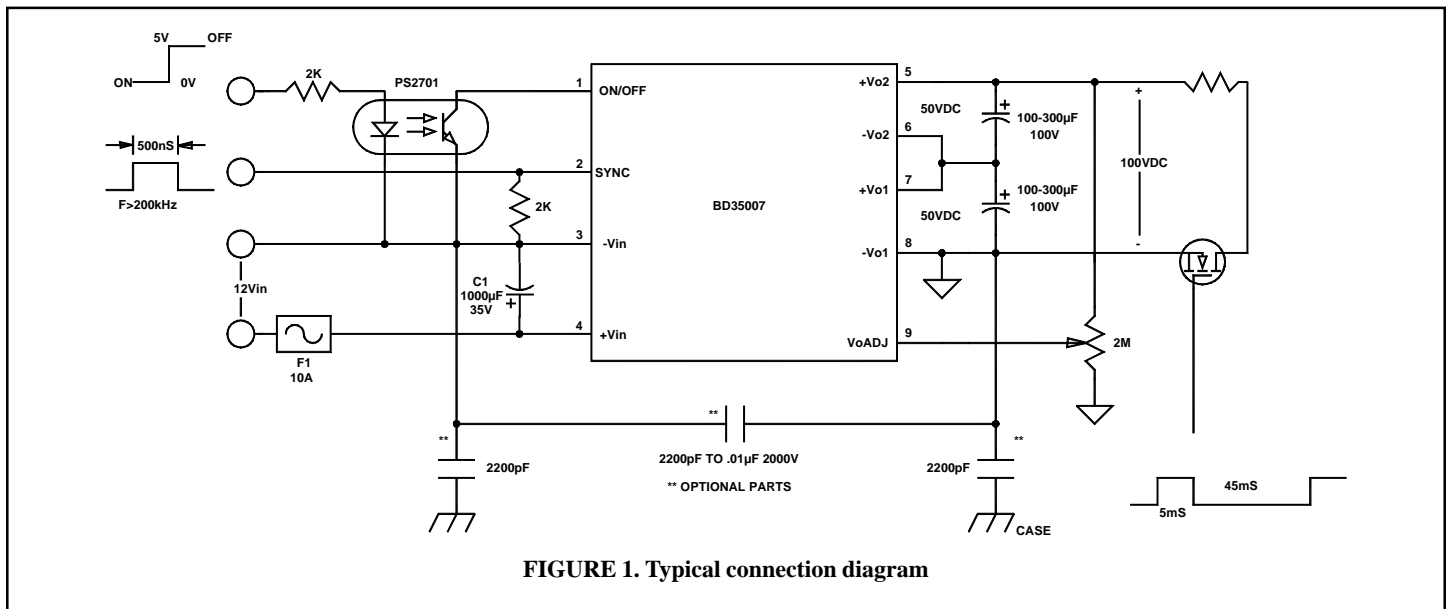 5V OFF
ON 0V
2K
PS2701
500nS
F>200kHz
2K
12Vin
C1
1000µF
35V
+
F1
10A
1
ON/OFF
2
SYNC
3
-Vin
4
+Vin
BD35007
+Vo2
5
-Vo2
6
+Vo1
7
-Vo1
8
VoADJ
9
50VDC
+
100-300µF
100V
50VDC
+
100-300µF
100V
+
100VDC
-
2M
**
2200pF
**
2200pF TO .01µF 2000V
** OPTIONAL PARTS
**
2200pF
CASE
45mS
5mS
FIGURE 1. Typical connection diagram